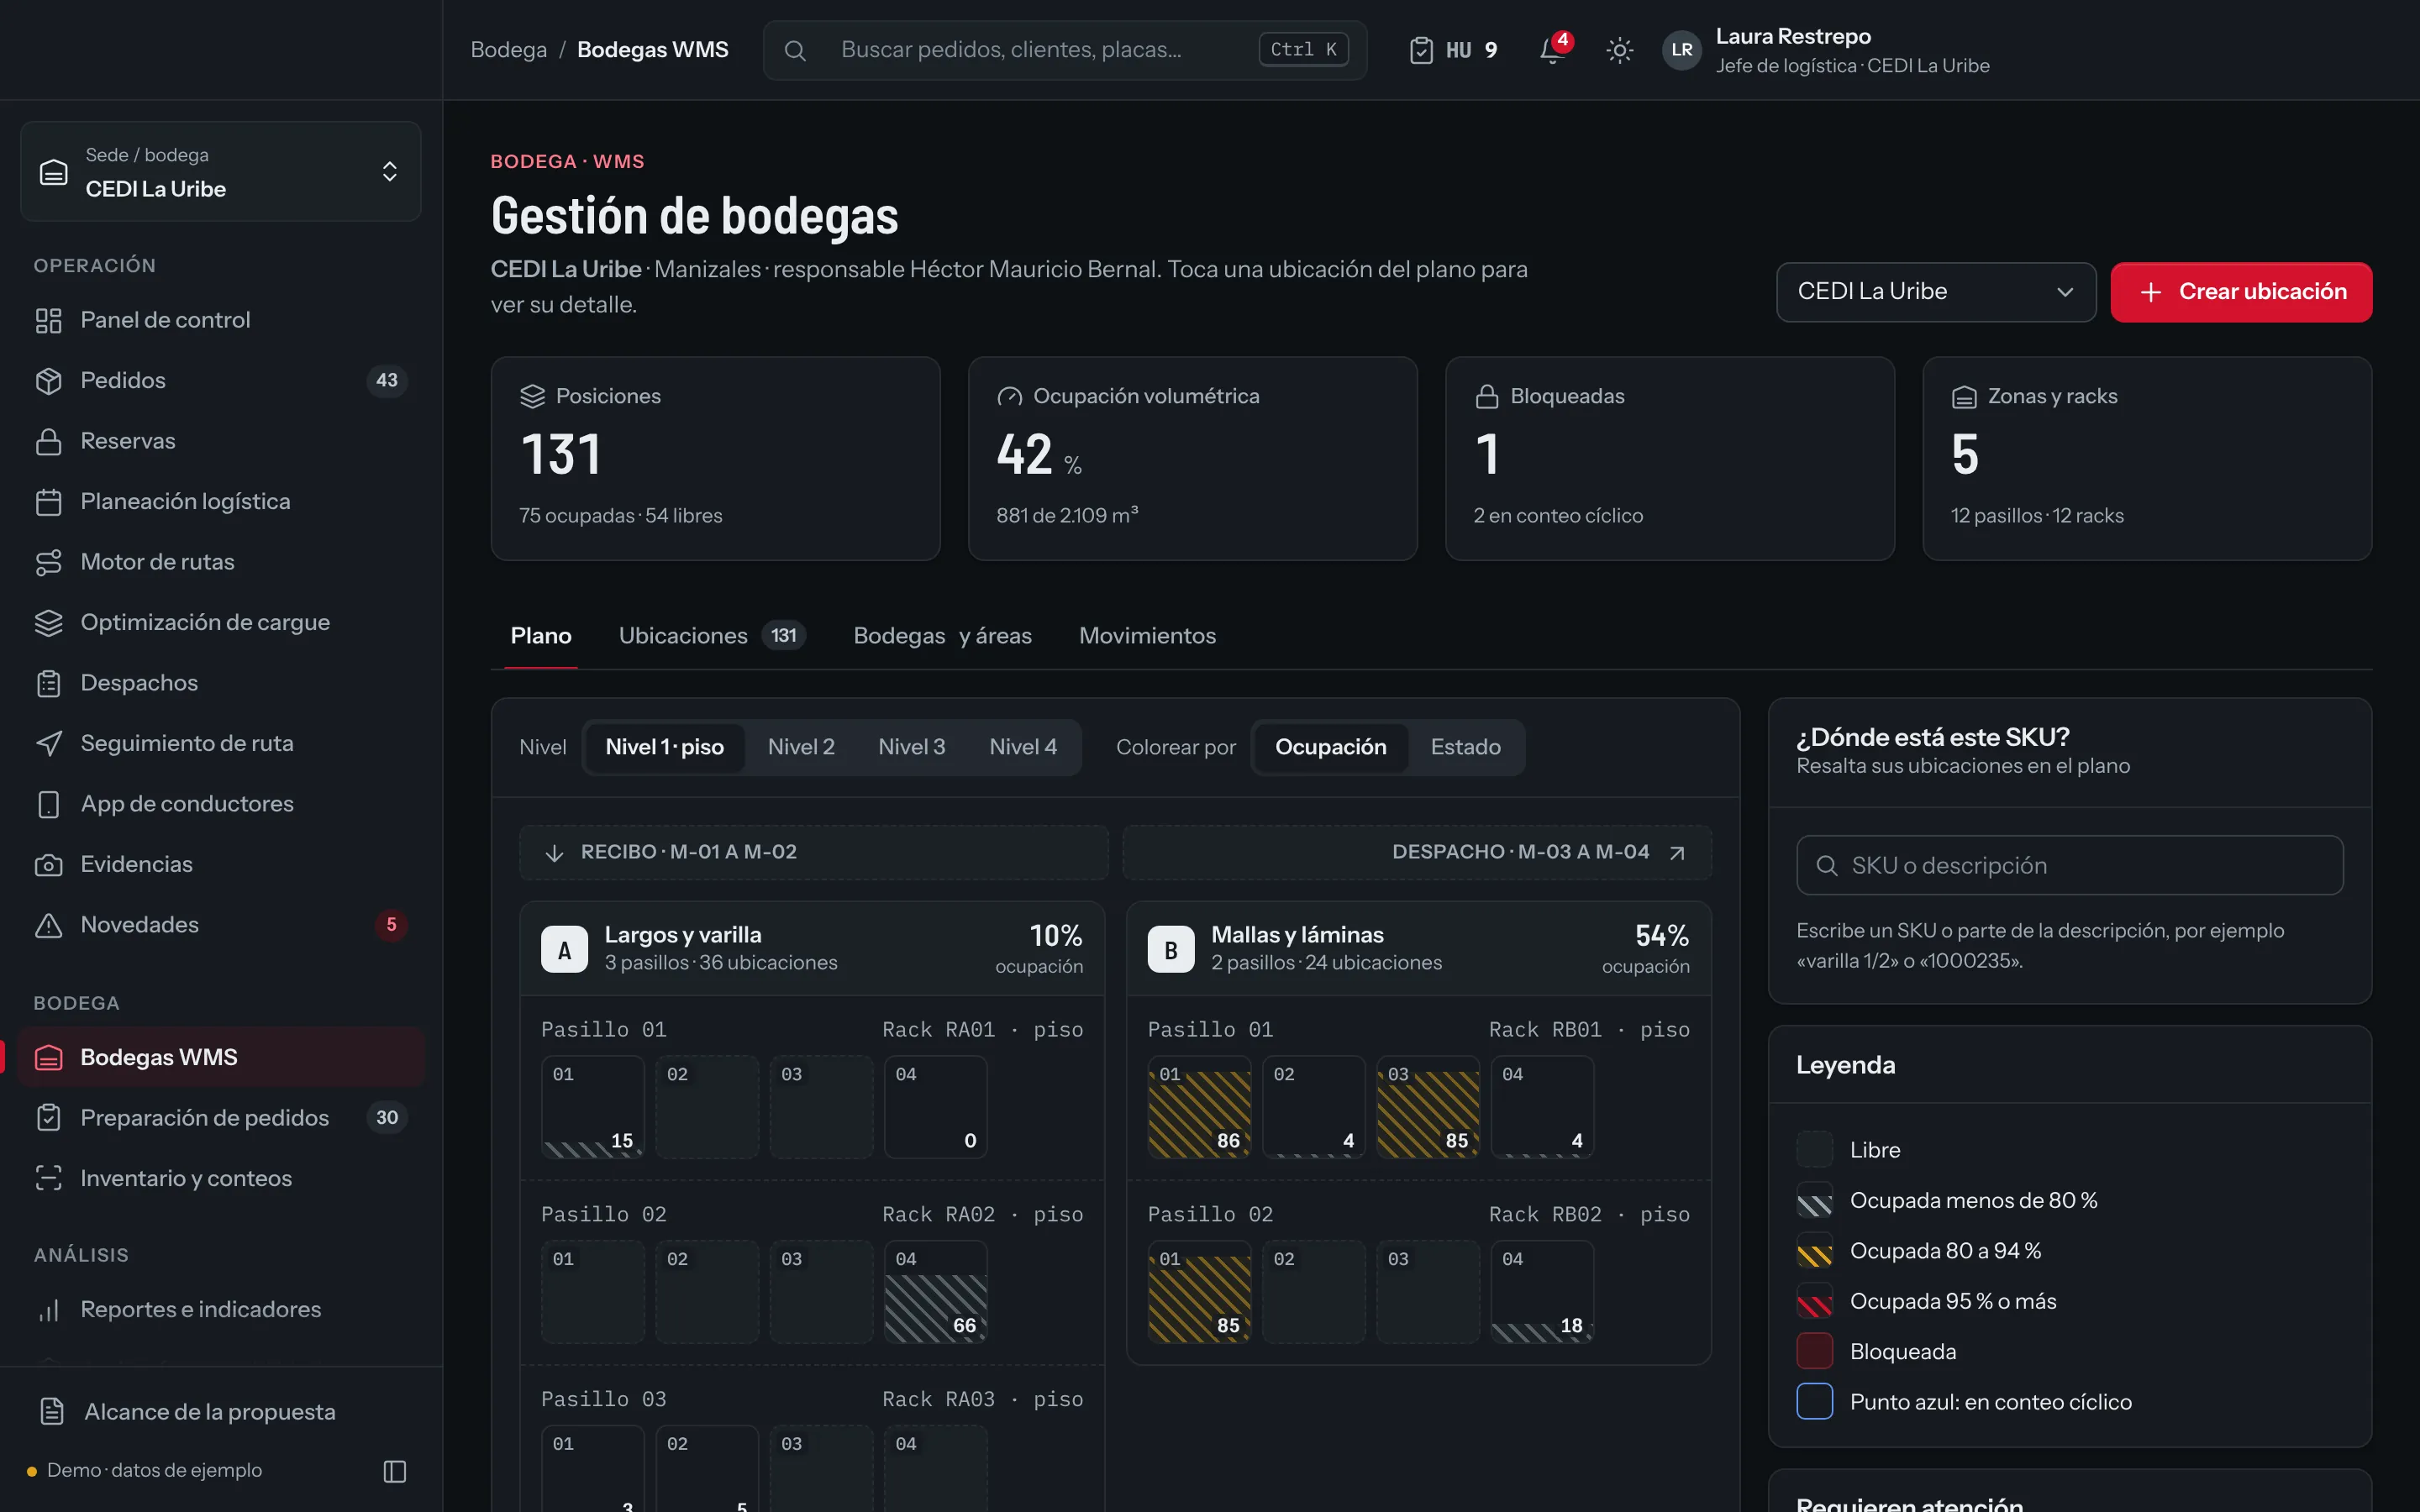 Bodega / Bodegas WMS
Buscar pedidos, clientes, placas...
Ctrl K
HU 9
4
LR
Laura Restrepo
Jefe de logística · CEDI La Uribe
Sede / bodega
CEDI La Uribe
OPERACIÓN
Panel de control
Pedidos 43
Reservas
Planeación logística
Motor de rutas
Optimización de cargue
Despachos
Seguimiento de ruta
App de conductores
Evidencias
Novedades 5
BODEGA
Bodegas WMS
Preparación de pedidos 30
Inventario y conteos
ANÁLISIS
Reportes e indicadores
Alcance de la propuesta
Demo · datos de ejemplo
BODEGA · WMS
Gestión de bodegas
CEDI La Uribe · Manizales · responsable Héctor Mauricio Bernal. Toca una ubicación del plano para
ver su detalle.
CEDI La Uribe
Crear ubicación
Posiciones
131
75 ocupadas · 54 libres
Ocupación volumétrica
42 %
881 de 2.109 m³
Bloqueadas
1
2 en conteo cíclico
Zonas y racks
5
12 pasillos · 12 racks
Plano
Ubicaciones 131
Bodegas y áreas
Movimientos
Nivel
Nivel 1 · piso
Nivel 2
Nivel 3
Nivel 4
Colorear por
Ocupación
Estado
RECIBO · M-01 A M-02
DESPACHO · M-03 A M-04
A
Largos y varilla
3 pasillos · 36 ubicaciones
10%
ocupación
Pasillo 01
Rack RA01 · piso
01 02 03 04
15 0
Pasillo 02
Rack RA02 · piso
01 02 03 04
66
Pasillo 03
Rack RA03 · piso
01 02 03 04
3 5
B
Mallas y láminas
2 pasillos · 24 ubicaciones
54%
ocupación
Pasillo 01
Rack RB01 · piso
01 02 03 04
86 4 85 4
Pasillo 02
Rack RB02 · piso
01 02 03 04
85 18
¿Dónde está este SKU?
Resalta sus ubicaciones en el plano
SKU o descripción
Escribe un SKU o parte de la descripción, por ejemplo
«varilla 1/2» o «1000235».
Leyenda
Libre
Ocupada menos de 80 %
Ocupada 80 a 94 %
Ocupada 95 % o más
Bloqueada
Punto azul: en conteo cíclico
Requieren atención